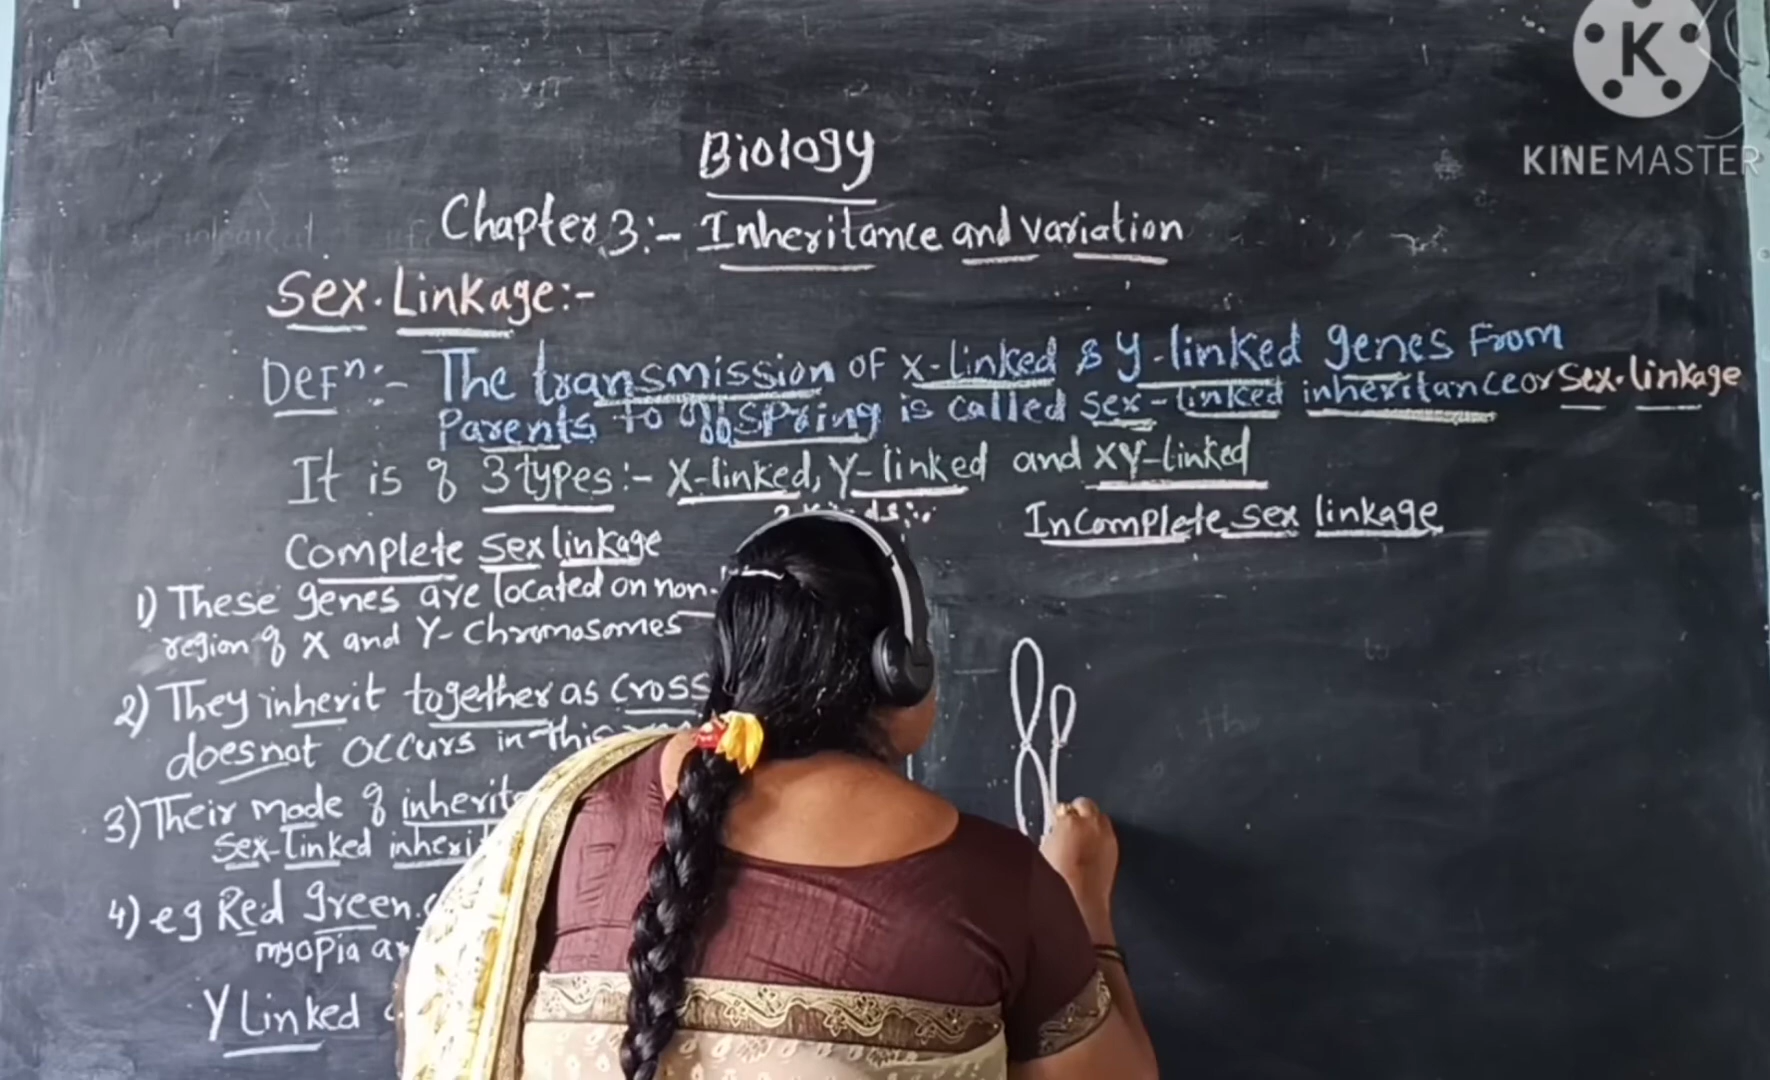 K
KINEMASTER
Biology
Chapter 3:- Inheritance and variation
Sex. Linkage:-
DeFⁿ:- The transmission of X-linked & Y-linked genes From
Parents to offspring is called sex-linked inheritance or sex-linkage
It is of 3 types:- X-linked, Y-linked and XY-linked
Complete sex linkage
Incomplete sex linkage
1) These genes are located on non-
region of X and Y-Chromosomes
2) They inherit together as Cross
does not occurs in this
3) Their mode of inherit
Sex-linked inheri
4) eg Red green
myopia
Y Linked